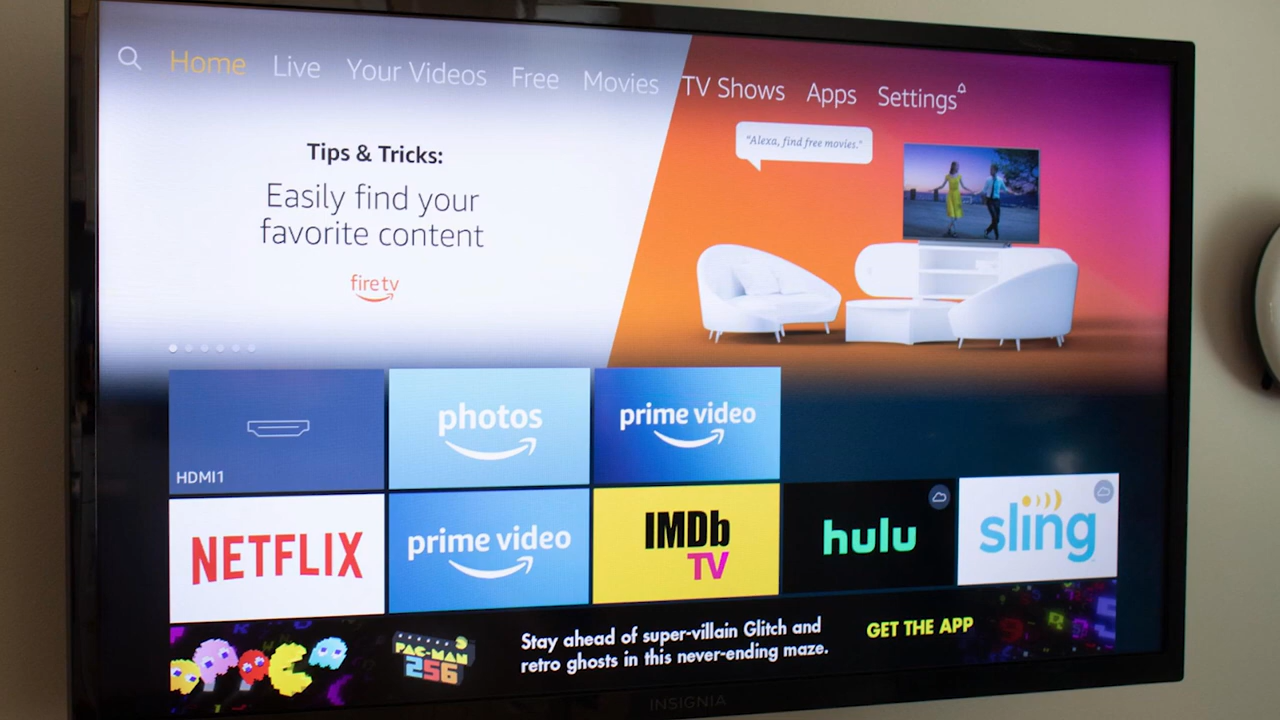 Home Live Your Videos Free Movies TV Shows Apps Settings
Tips & Tricks:
Easily find your
favorite content
firetv
"Alexa, find free movies."
HDMI1
photos
prime video
NETFLIX
prime video
IMDb
TV
hulu
sling
PAC-MAN
256
Stay ahead of super-villain Glitch and
retro ghosts in this never-ending maze.
GET THE APP
INSIGNIA